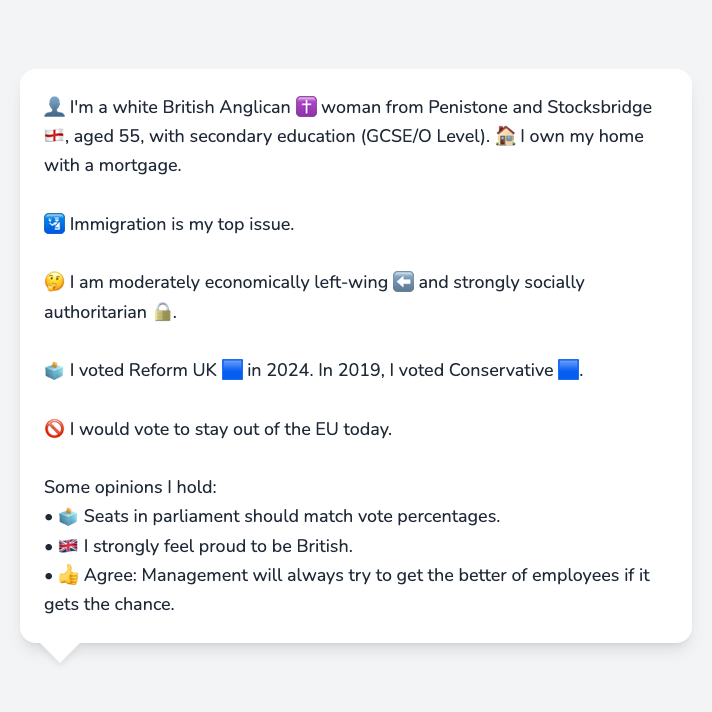 👤 I'm a white British Anglican ✝️ woman from Penistone and Stocksbridge
🏴󠁧󠁢󠁥󠁮󠁧󠁿, aged 55, with secondary education (GCSE/O Level). 🏠 I own my home
with a mortgage.
🛂 Immigration is my top issue.
🤔 I am moderately economically left-wing ⬅️ and strongly socially
authoritarian 🔒.
🗳️ I voted Reform UK 🟦 in 2024. In 2019, I voted Conservative 🟦.
🚫 I would vote to stay out of the EU today.
Some opinions I hold:
• 🗳️ Seats in parliament should match vote percentages.
• 🇬🇧 I strongly feel proud to be British.
• 👍 Agree: Management will always try to get the better of employees if it
gets the chance.